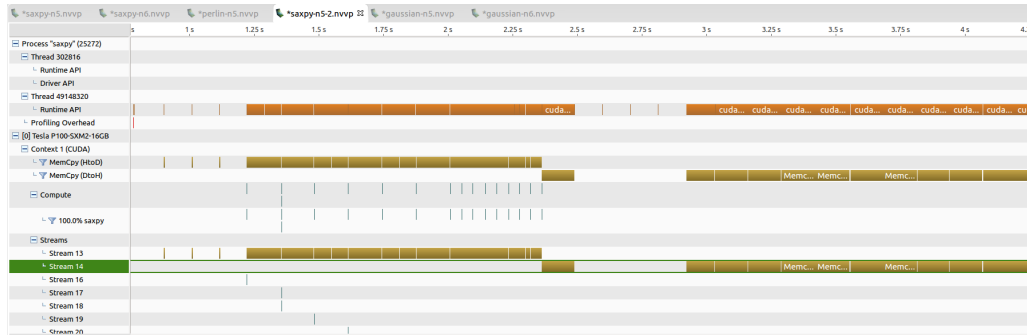 *saxpy-n5.nvvp *saxpy-n6.nvvp *perlin-n5.nvvp *saxpy-n5-2.nvvp *gaussian-n5.nvvp *gaussian-n6.nvvp
s 1 s 1.25 s 1.5 s 1.75 s 2 s 2.25 s 2.5 s 2.75 s 3 s 3.25 s 3.5 s 3.75 s 4 s 4.
Process "saxpy" (25272)
Thread 302816
Runtime API
Driver API
Thread 49148320
Runtime API cuda... cuda... cuda... cuda... cuda... cuda... cuda... cuda... cuda... cuda... cu
Profiling Overhead
[0] Tesla P100-SXM2-16GB
Context 1 (CUDA)
MemCpy (HtoD)
MemCpy (DtoH) Memc... Memc... Memc...
Compute
100.0% saxpy
Streams
Stream 13
Stream 14 Memc... Memc... Memc...
Stream 16
Stream 17
Stream 18
Stream 19
Stream 20